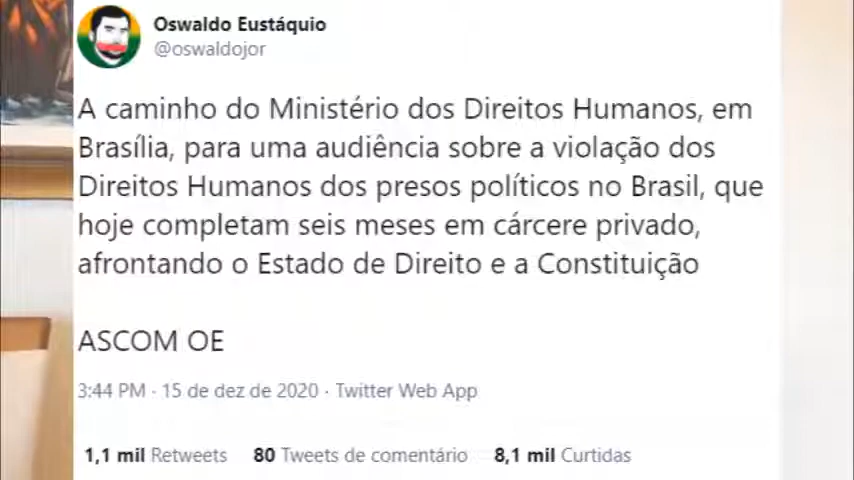 Oswaldo Eustáquio
@oswaldojor
A caminho do Ministério dos Direitos Humanos, em
Brasília, para uma audiência sobre a violação dos
Direitos Humanos dos presos políticos no Brasil, que
hoje completam seis meses em cárcere privado,
afrontando o Estado de Direito e a Constituição
ASCOM OE
3:44 PM · 15 de dez de 2020 · Twitter Web App
1,1 mil Retweets 80 Tweets de comentário 8,1 mil Curtidas